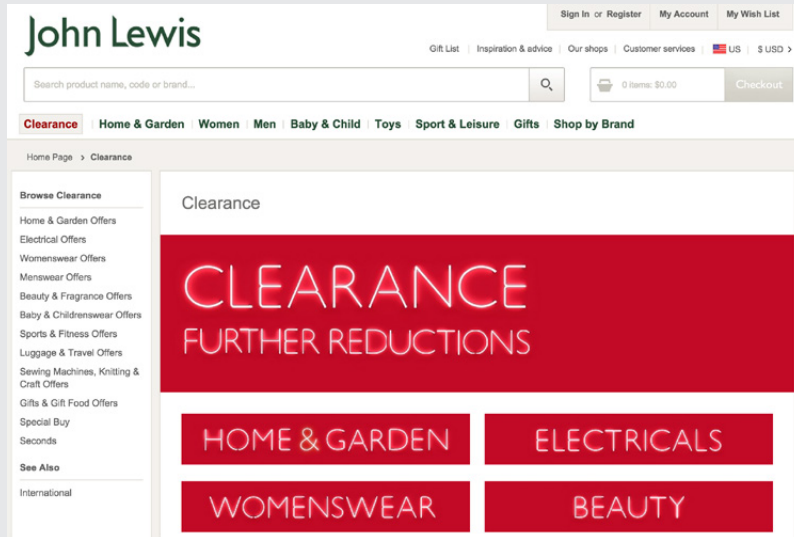 John Lewis
Sign In or Register
My Account
My Wish List
Gift List
Inspiration & advice
Our shops
Customer services
US
$ USD >
Search product name, code or brand...
0 items: $0.00
Checkout
Clearance
Home & Garden
Women
Men
Baby & Child
Toys
Sport & Leisure
Gifts
Shop by Brand
Home Page > Clearance
Browse Clearance
Home & Garden Offers
Electrical Offers
Womenswear Offers
Menswear Offers
Beauty & Fragrance Offers
Baby & Childrenswear Offers
Sports & Fitness Offers
Luggage & Travel Offers
Sewing Machines, Knitting &
Craft Offers
Gifts & Gift Food Offers
Special Buy
Seconds
See Also
International
Clearance
CLEARANCE
FURTHER REDUCTIONS
HOME & GARDEN
ELECTRICALS
WOMENSWEAR
BEAUTY